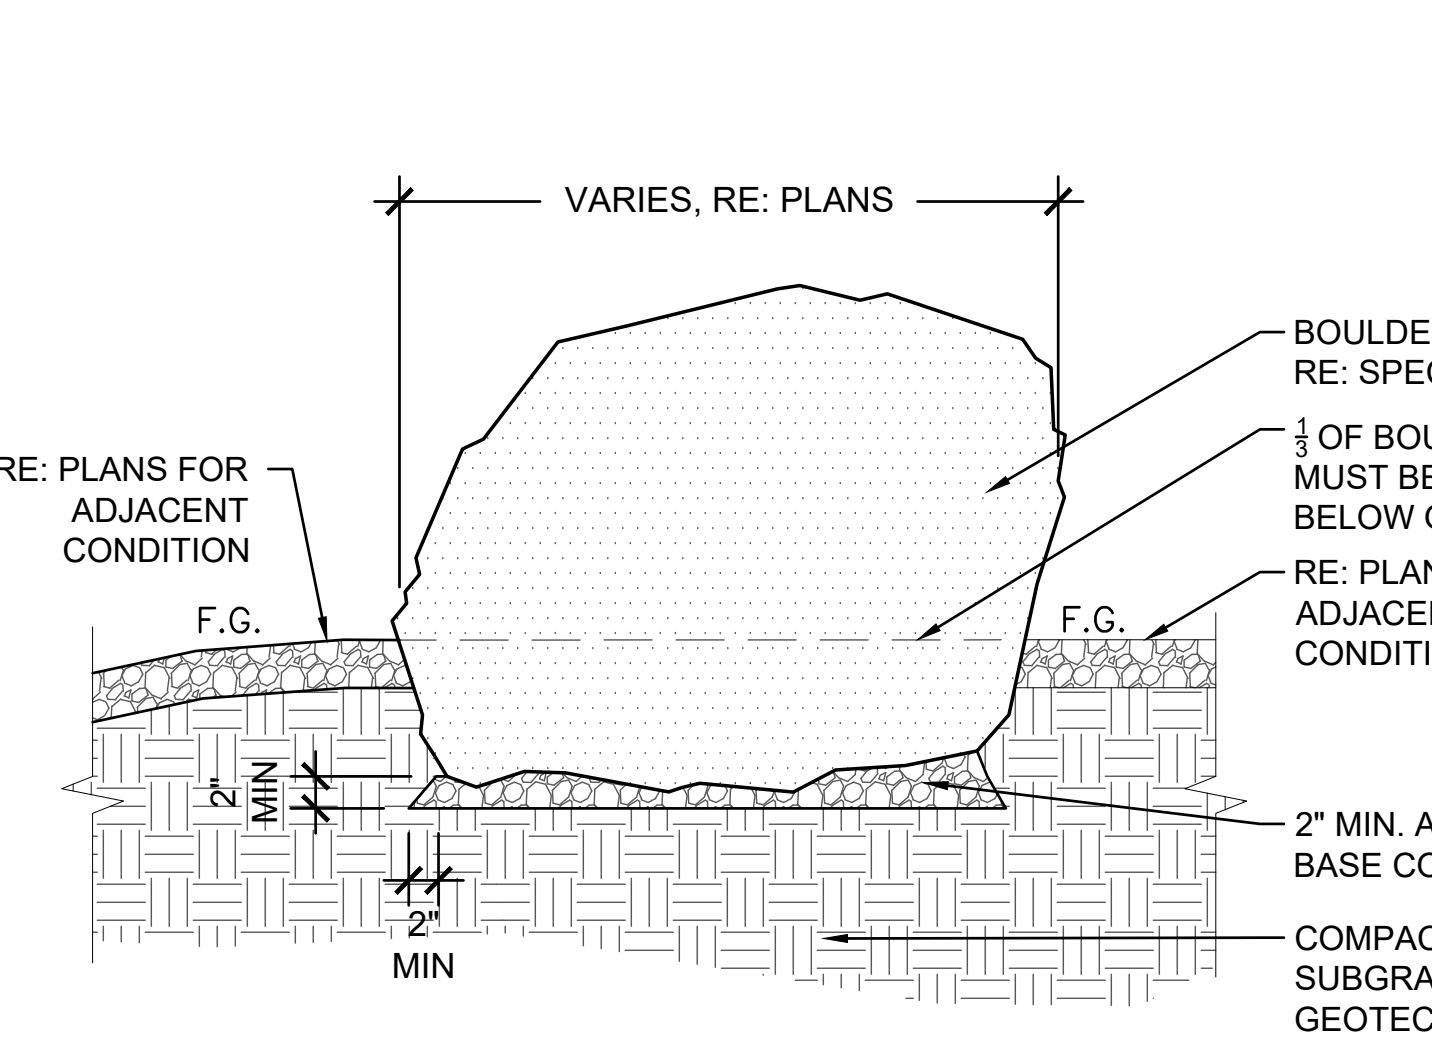 VARIES, RE: PLANS
RE: PLANS FOR
ADJACENT
CONDITION
F.G.
2"
MIN
2"
MIN
F.G.
BOULDE
RE: SPEC
1/3 OF BOU
MUST BE
BELOW
RE: PLAN
ADJACE
CONDITI
2" MIN. A
BASE CO
COMPAC
SUBGRA
GEOTEC